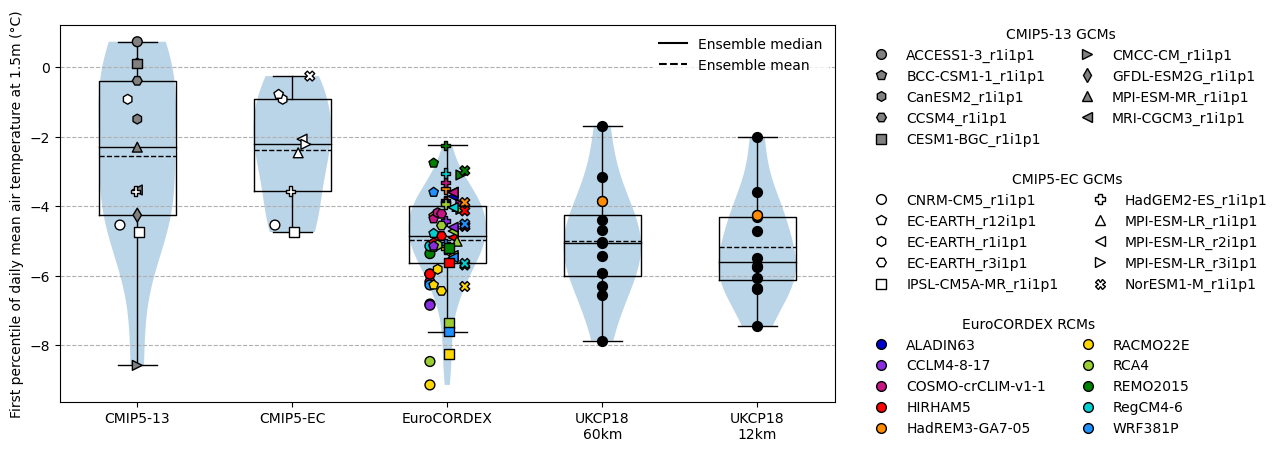 First percentile of daily mean air temperature at 1.5m (°C)
0
−2
−4
−6
−8
Ensemble median
Ensemble mean
CMIP5-13
CMIP5-EC
EuroCORDEX
UKCP18
60km
UKCP18
12km
CMIP5-13 GCMs
ACCESS1-3_r1i1p1
BCC-CSM1-1_r1i1p1
CanESM2_r1i1p1
CCSM4_r1i1p1
CESM1-BGC_r1i1p1
CMCC-CM_r1i1p1
GFDL-ESM2G_r1i1p1
MPI-ESM-MR_r1i1p1
MRI-CGCM3_r1i1p1
CMIP5-EC GCMs
CNRM-CM5_r1i1p1
EC-EARTH_r12i1p1
EC-EARTH_r1i1p1
EC-EARTH_r3i1p1
IPSL-CM5A-MR_r1i1p1
HadGEM2-ES_r1i1p1
MPI-ESM-LR_r1i1p1
MPI-ESM-LR_r2i1p1
MPI-ESM-LR_r3i1p1
NorESM1-M_r1i1p1
EuroCORDEX RCMs
ALADIN63
CCLM4-8-17
COSMO-crCLIM-v1-1
HIRHAM5
HadREM3-GA7-05
RACMO22E
RCA4
REMO2015
RegCM4-6
WRF381P